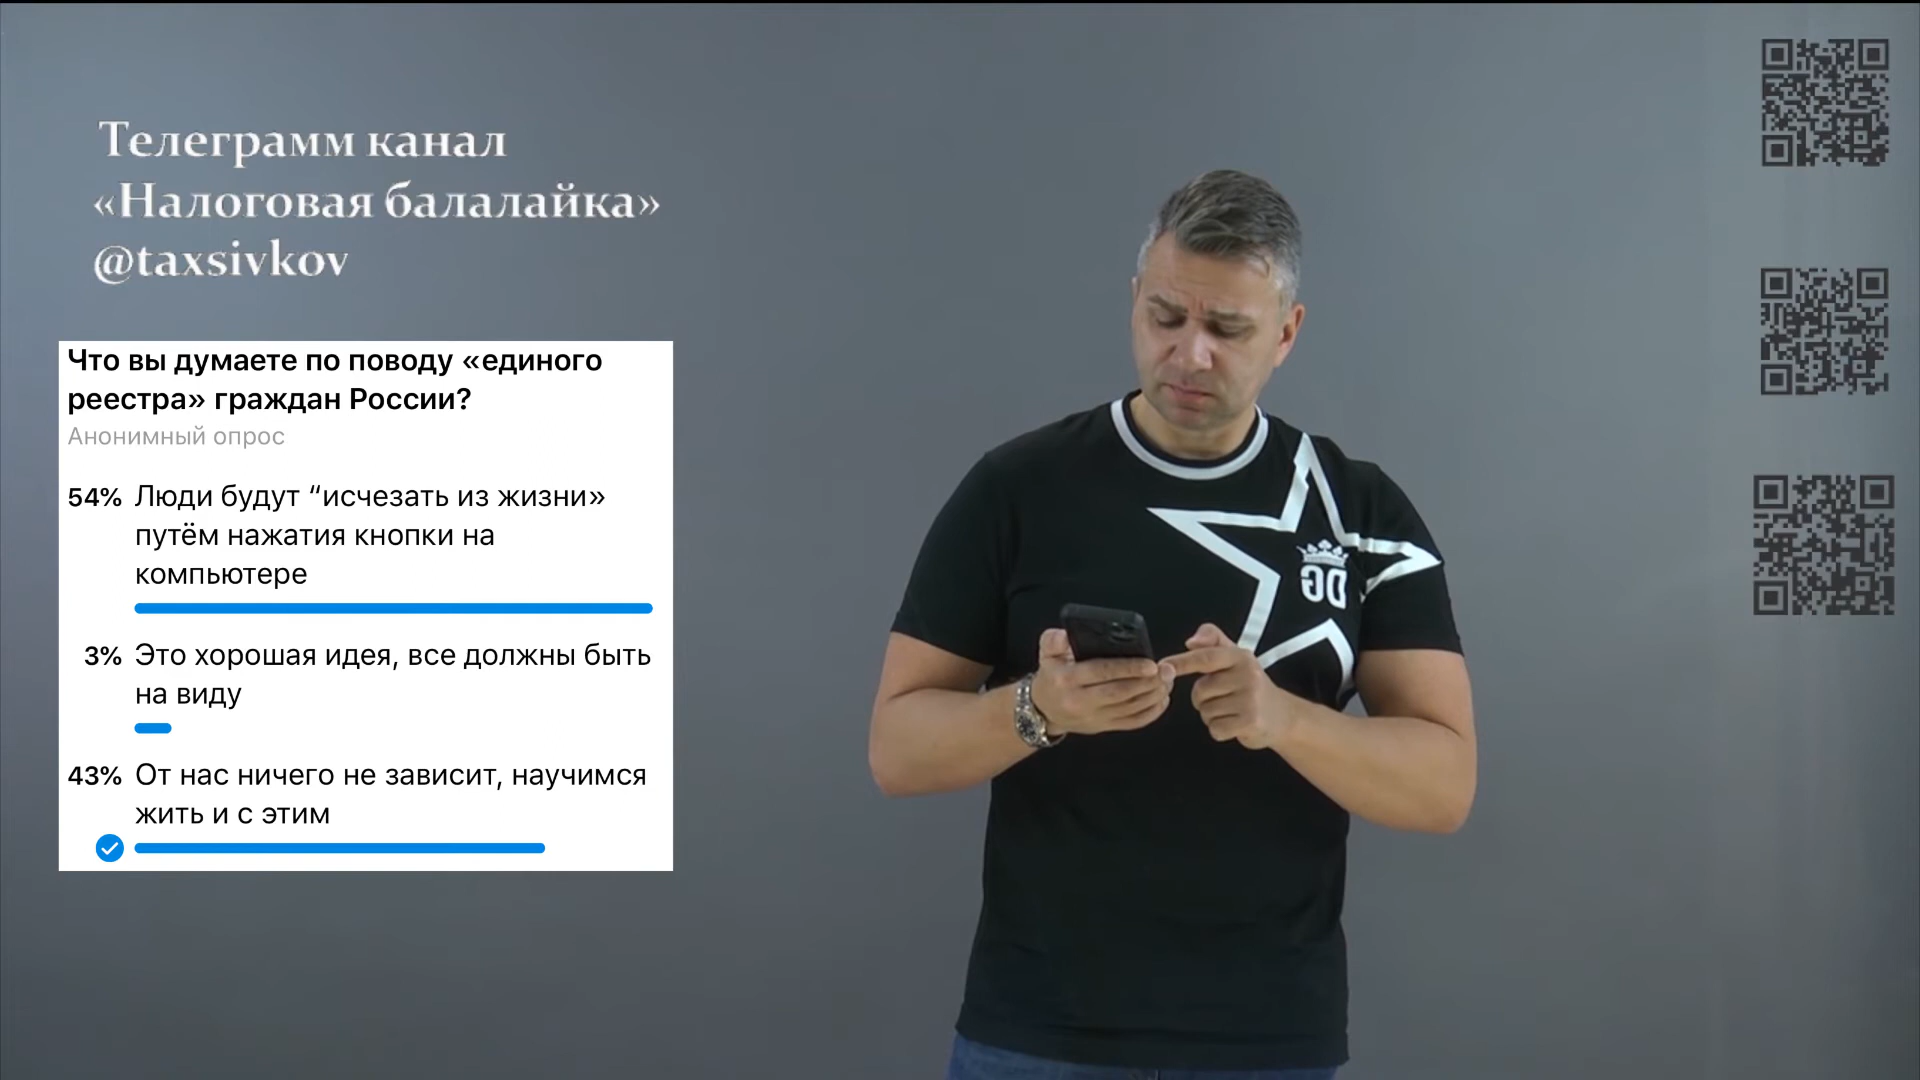 Телеграмм канал
«Налоговая балалайка»
@taxsivkov
Что вы думаете по поводу «единого
реестра» граждан России?
Анонимный опрос
54% Люди будут “исчезать из жизни»
путём нажатия кнопки на
компьютере
3% Это хорошая идея, все должны быть
на виду
43% От нас ничего не зависит, научимся
жить и с этим
DG